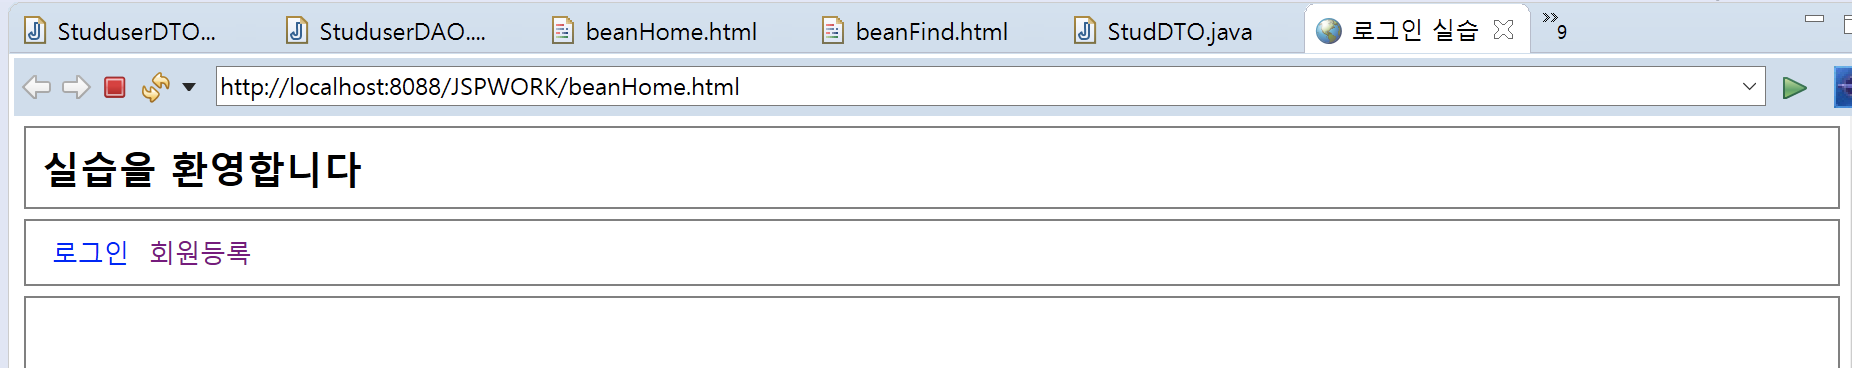 StuduserDTO... StuduserDAO.... beanHome.html beanFind.html StudDTO.java 로그인 실습 9
http://localhost:8088/JSPWORK/beanHome.html
실습을 환영합니다
로그인 회원등록